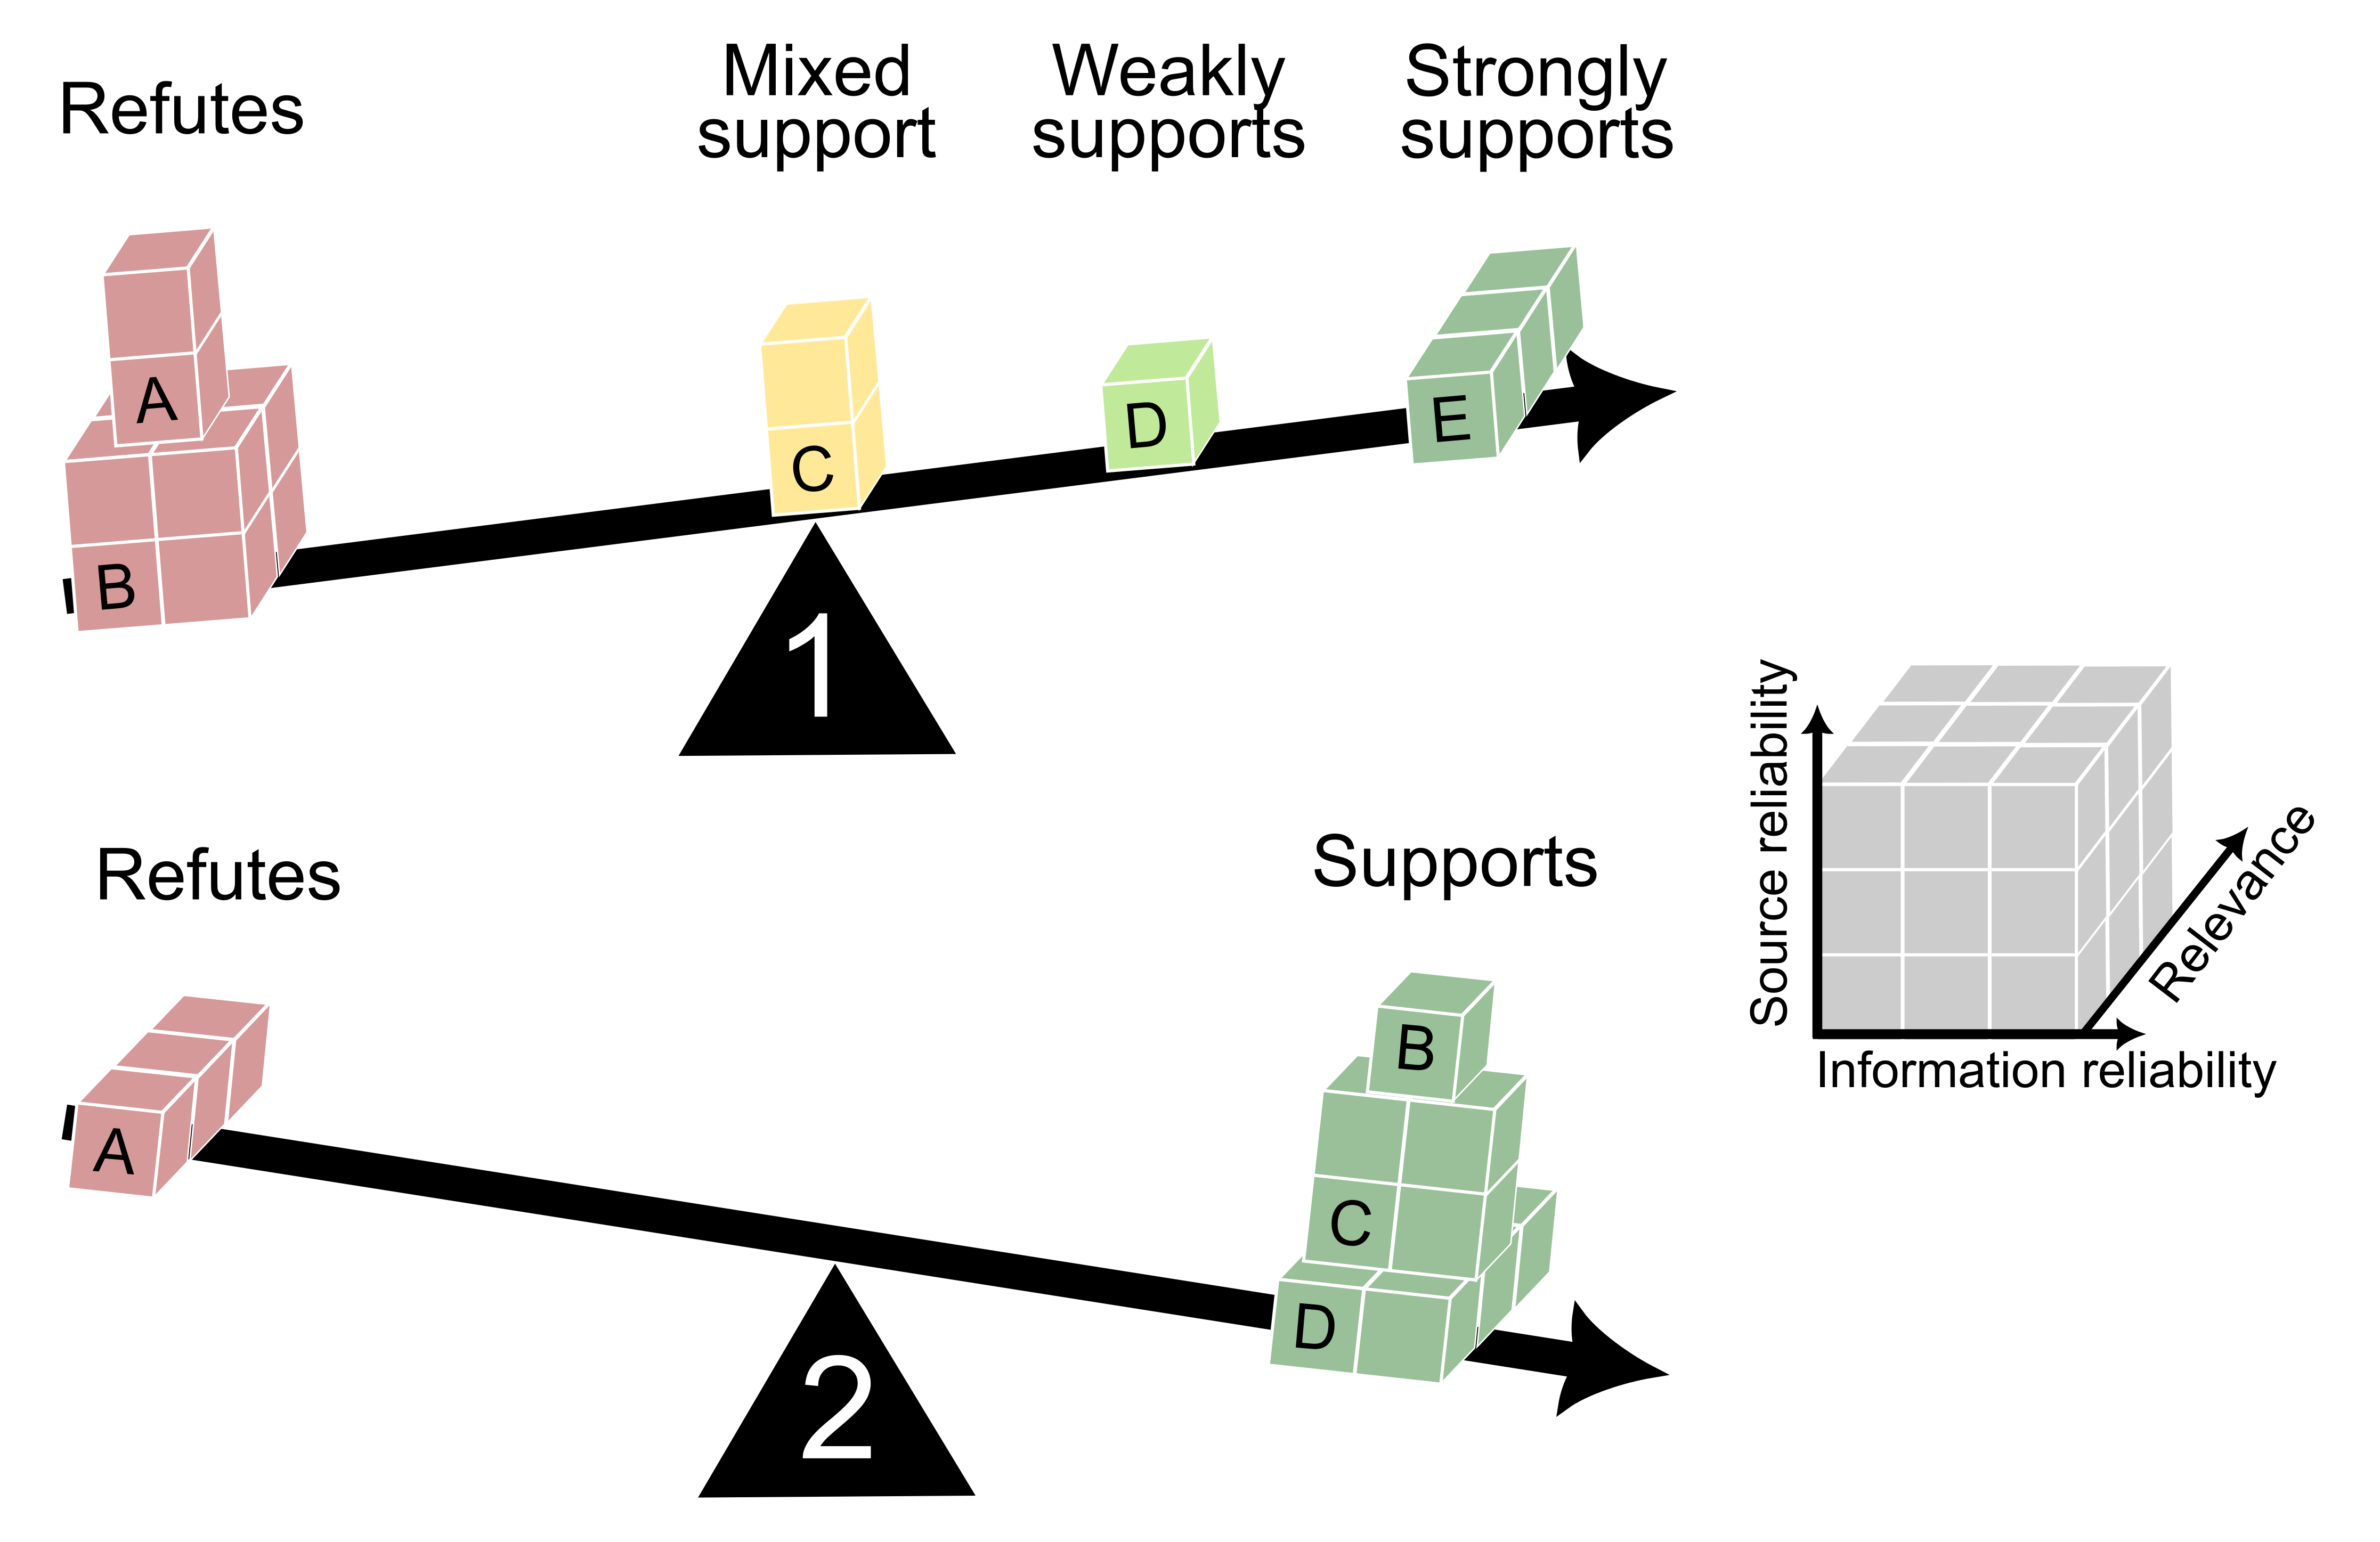 Refutes
Mixed
support
Weakly
supports
Strongly
supports
A
B
C
D
E
1
Refutes
Supports
A
B
C
D
2
Source reliability
Relevance
Information reliability